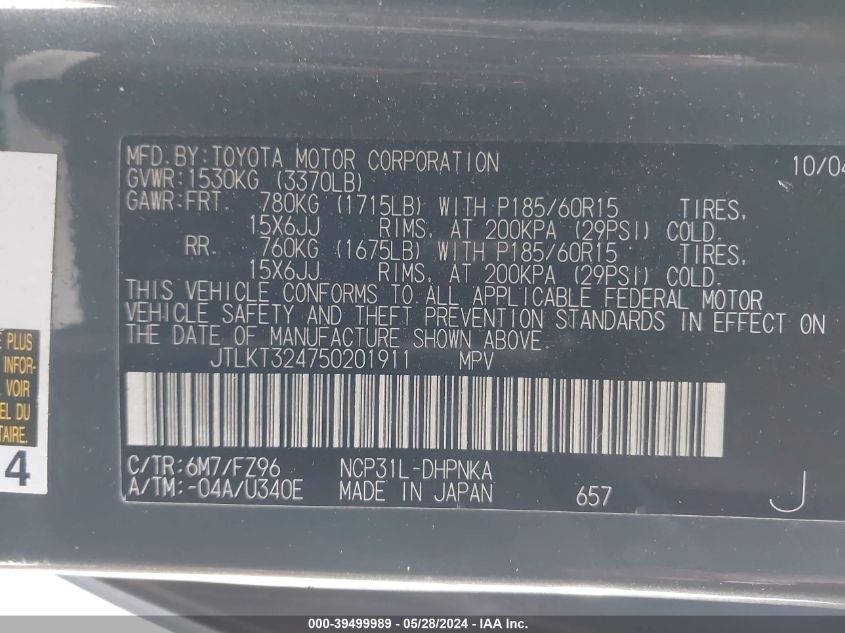 MFD. BY: TOYOTA MOTOR CORPORATION 10/04
GVWR: 1530KG (3370LB)
GAWR: FRT. 780KG (1715LB) WITH P185/60R15 TIRES,
15X6JJ RIMS, AT 200KPA (29PSI) COLD.
RR. 760KG (1675LB) WITH P185/60R15 TIRES,
15X6JJ RIMS, AT 200KPA (29PSI) COLD.
THIS VEHICLE CONFORMS TO ALL APPLICABLE FEDERAL MOTOR
VEHICLE SAFETY AND THEFT PREVENTION STANDARDS IN EFFECT ON
THE DATE OF MANUFACTURE SHOWN ABOVE.
JTLKT324750201911 MPV
C/TR: 6M7/FZ96 NCP31L-DHPNKA
A/TM: -04A/U340E MADE IN JAPAN 657 J
E PLUS
INFOR-
VOIR
EL DU
TAIRE.
4
000-39499989 - 05/28/2024 - IAA Inc.